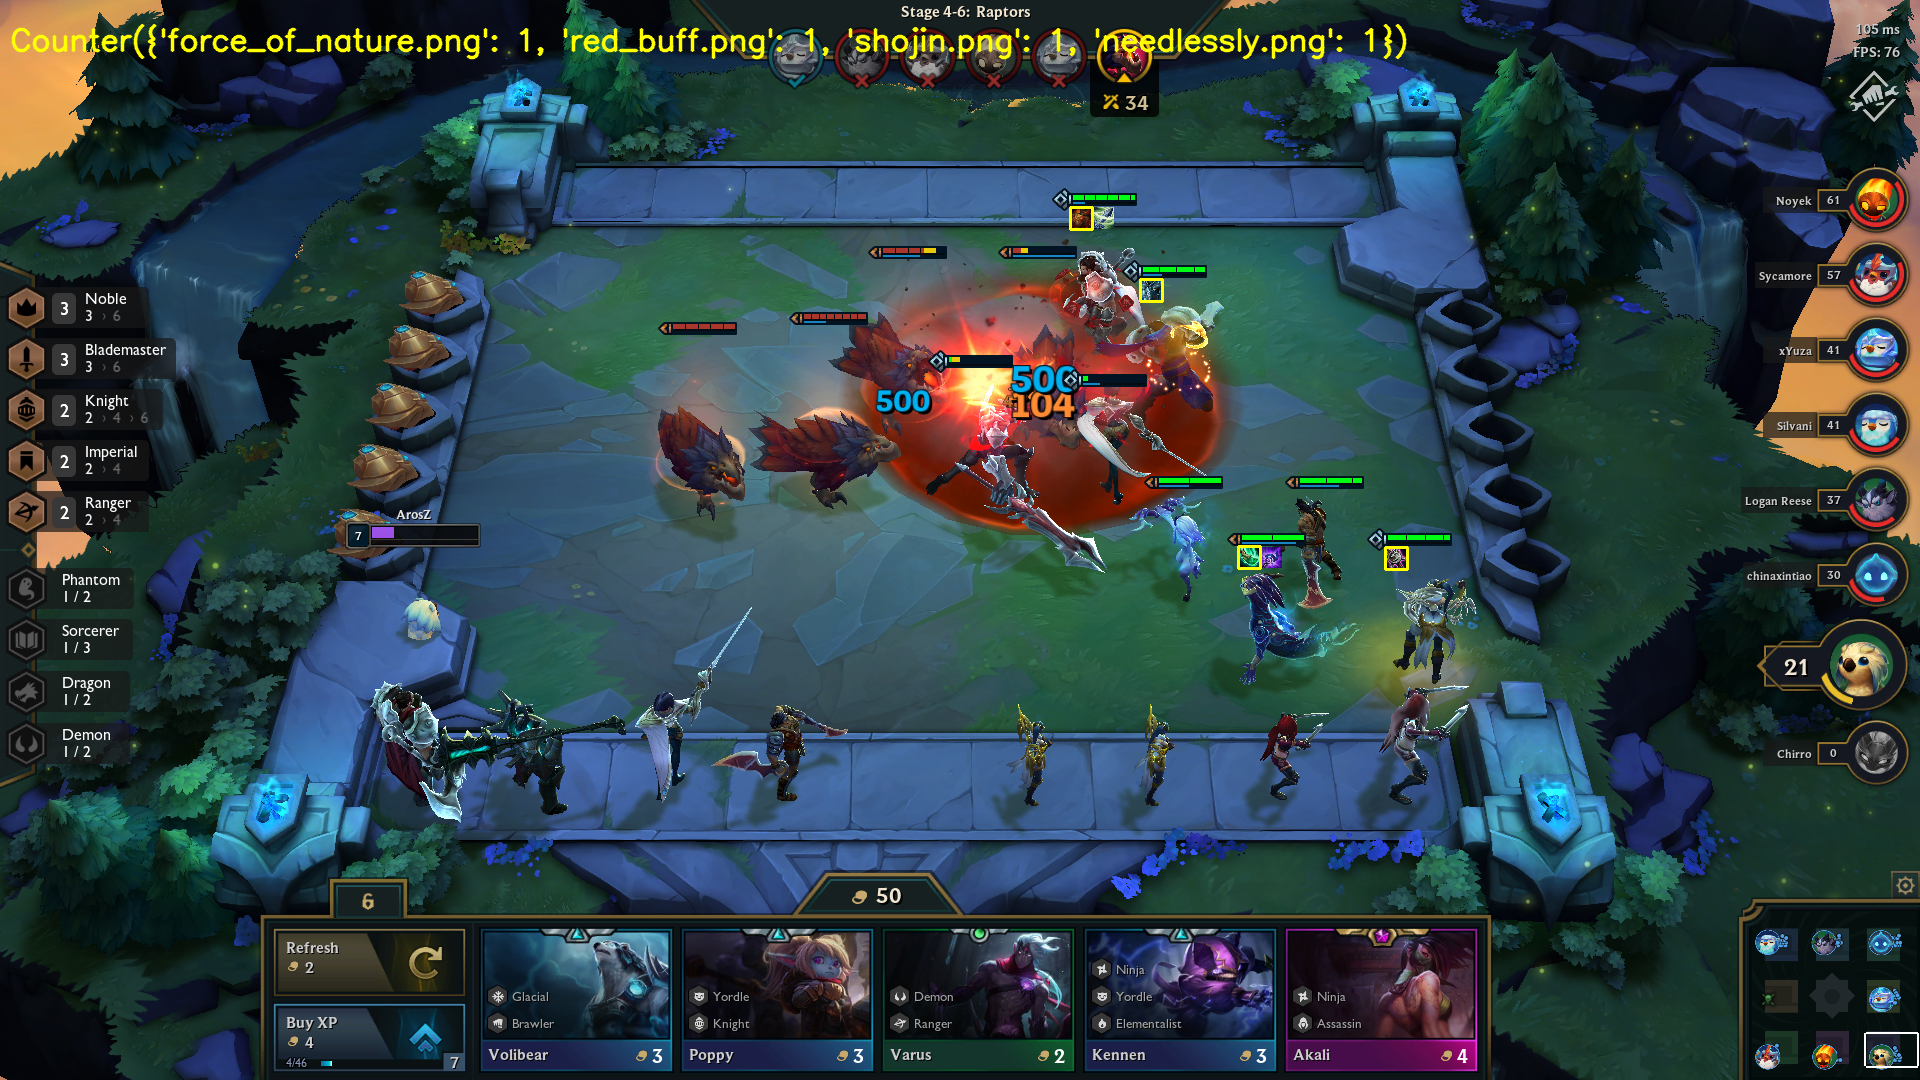 Stage 4-6: Raptors
Counter({'force_of_nature.png': 1, 'red_buff.png': 1, 'shojin.png': 1, 'needlessly.png': 1})
105 ms
FPS: 76
34
Noyek 61
Sycamore 57
xYuza 41
Silvani 41
Logan Reese 37
chinaxintiao 30
21
Chirro 0
3 Noble
3 › 6
3 Blademaster
3 › 6
2 Knight
2 › 4 › 6
2 Imperial
2 › 4
2 Ranger
2 › 4
Phantom
1 / 2
Sorcerer
1 / 3
Dragon
1 / 2
Demon
1 / 2
ArosZ
7
500
500
104
6
50
Refresh
2
Buy XP
4
4/46
7
Glacial
Brawler
Volibear 3
Yordle
Knight
Poppy 3
Demon
Ranger
Varus 2
Ninja
Yordle
Elementalist
Kennen 3
Ninja
Assassin
Akali 4